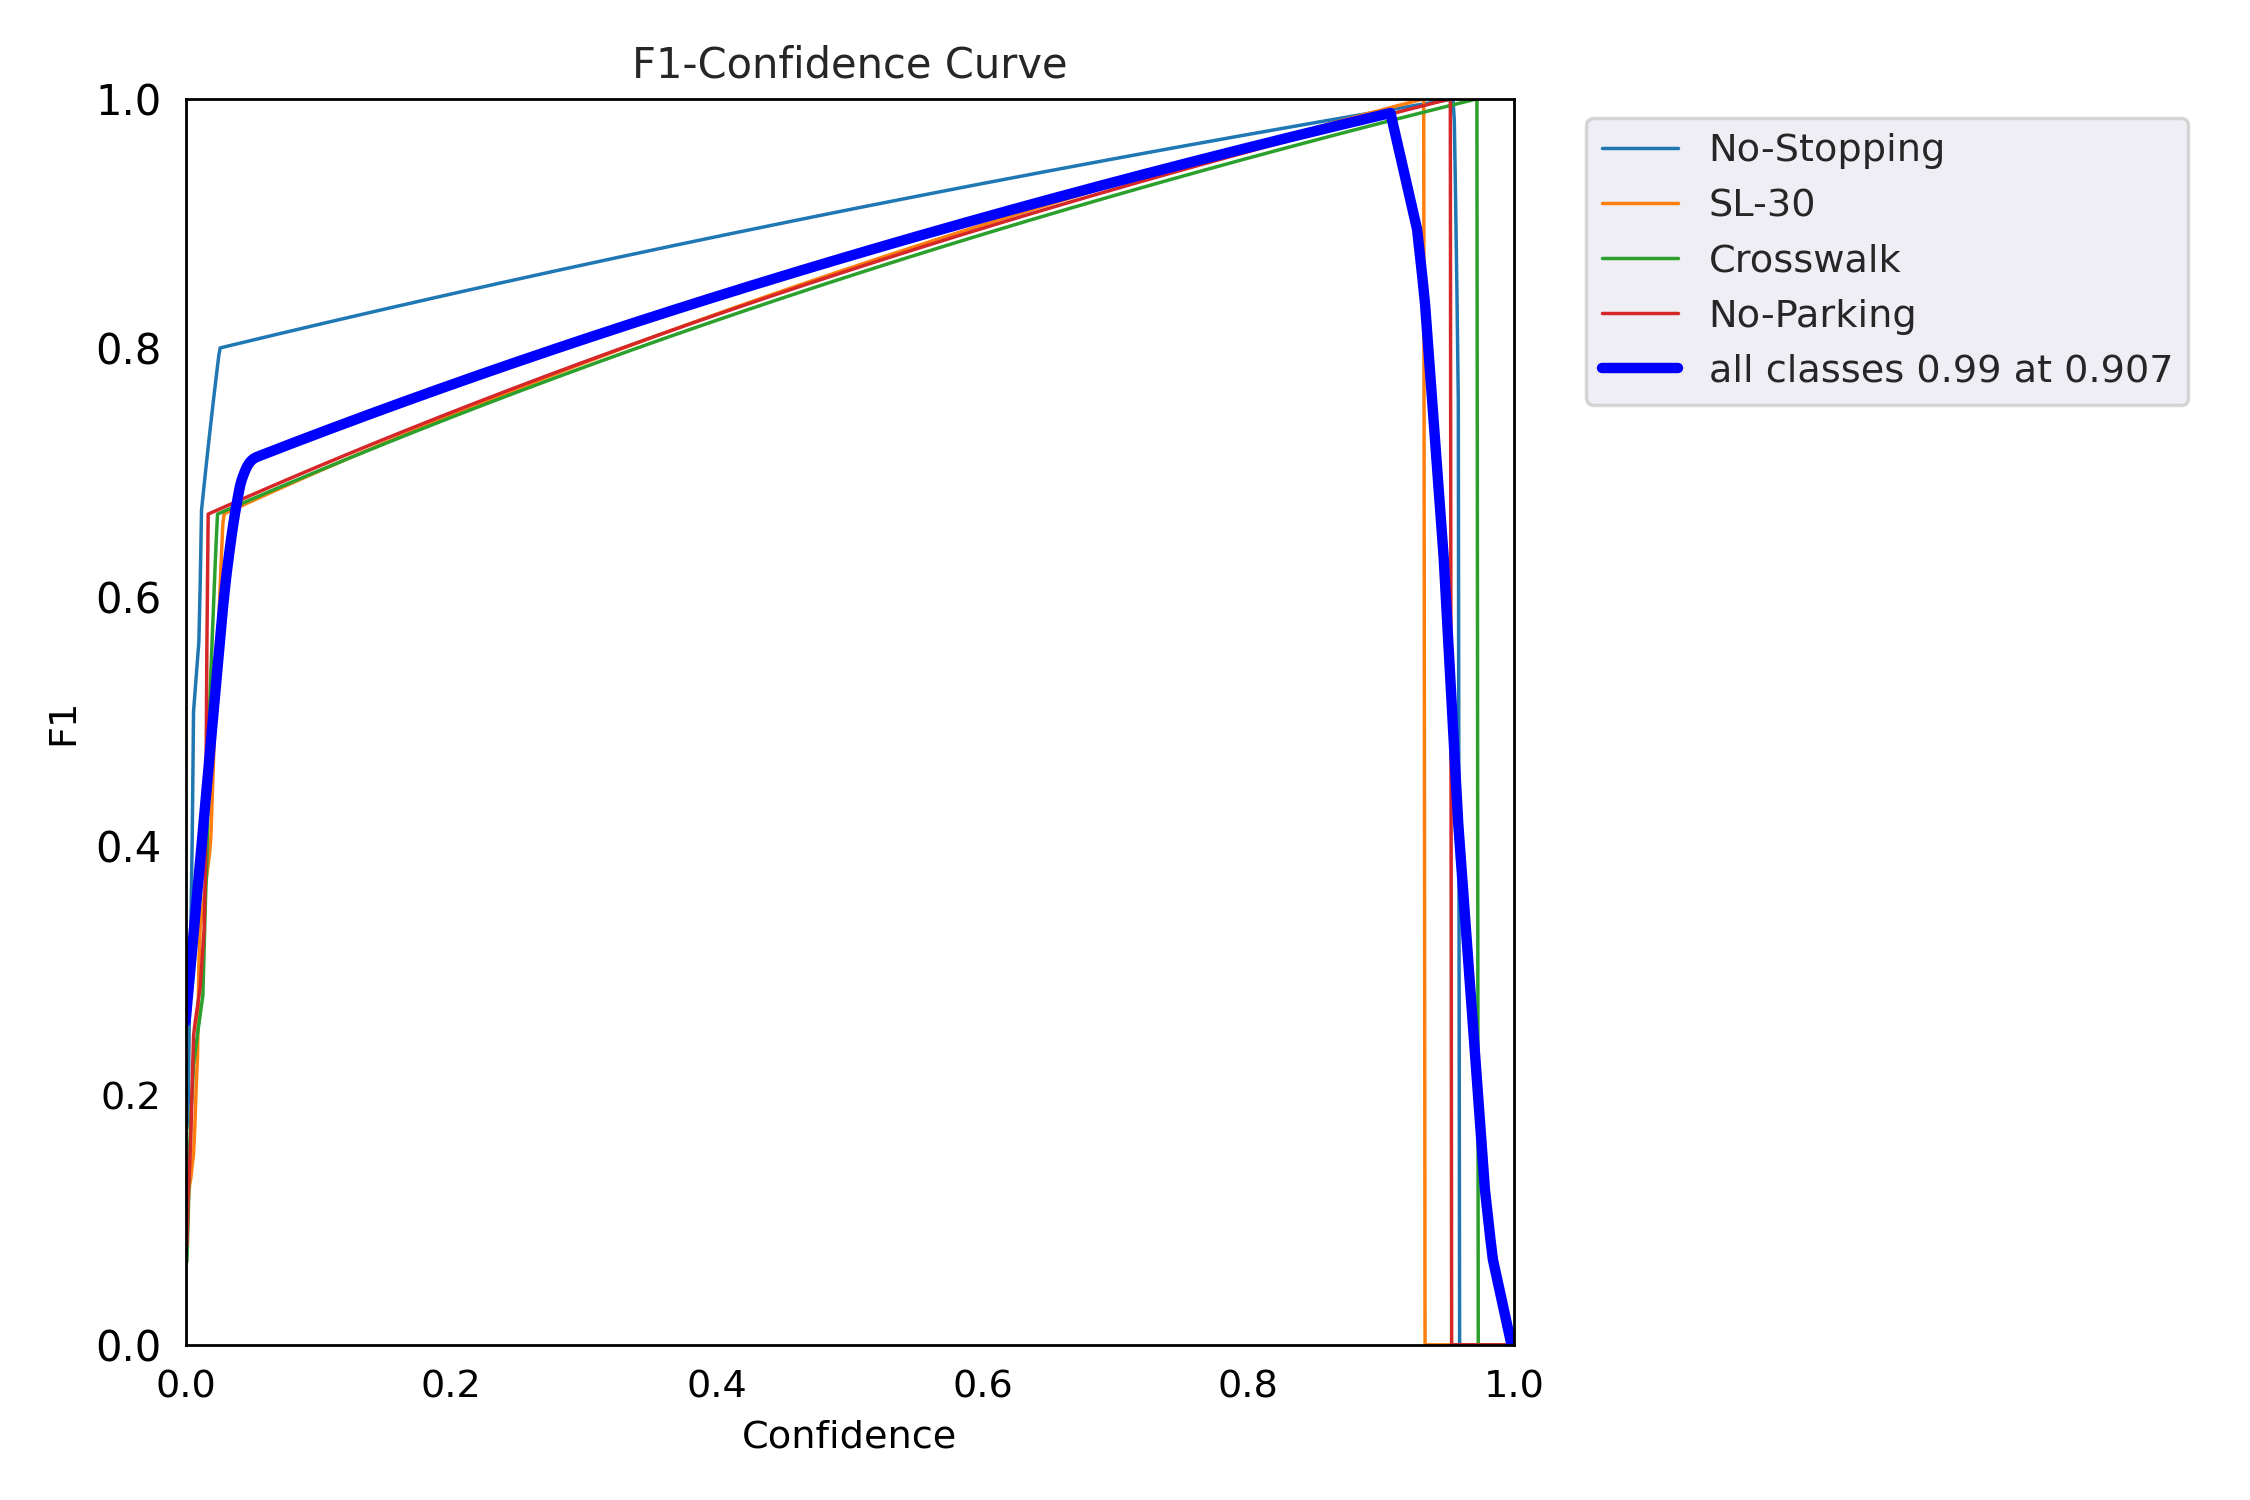 F1-Confidence Curve
1.0
0.8
0.6
0.4
0.2
0.0
F1
0.0 0.2 0.4 0.6 0.8 1.0
Confidence
No-Stopping
SL-30
Crosswalk
No-Parking
all classes 0.99 at 0.907